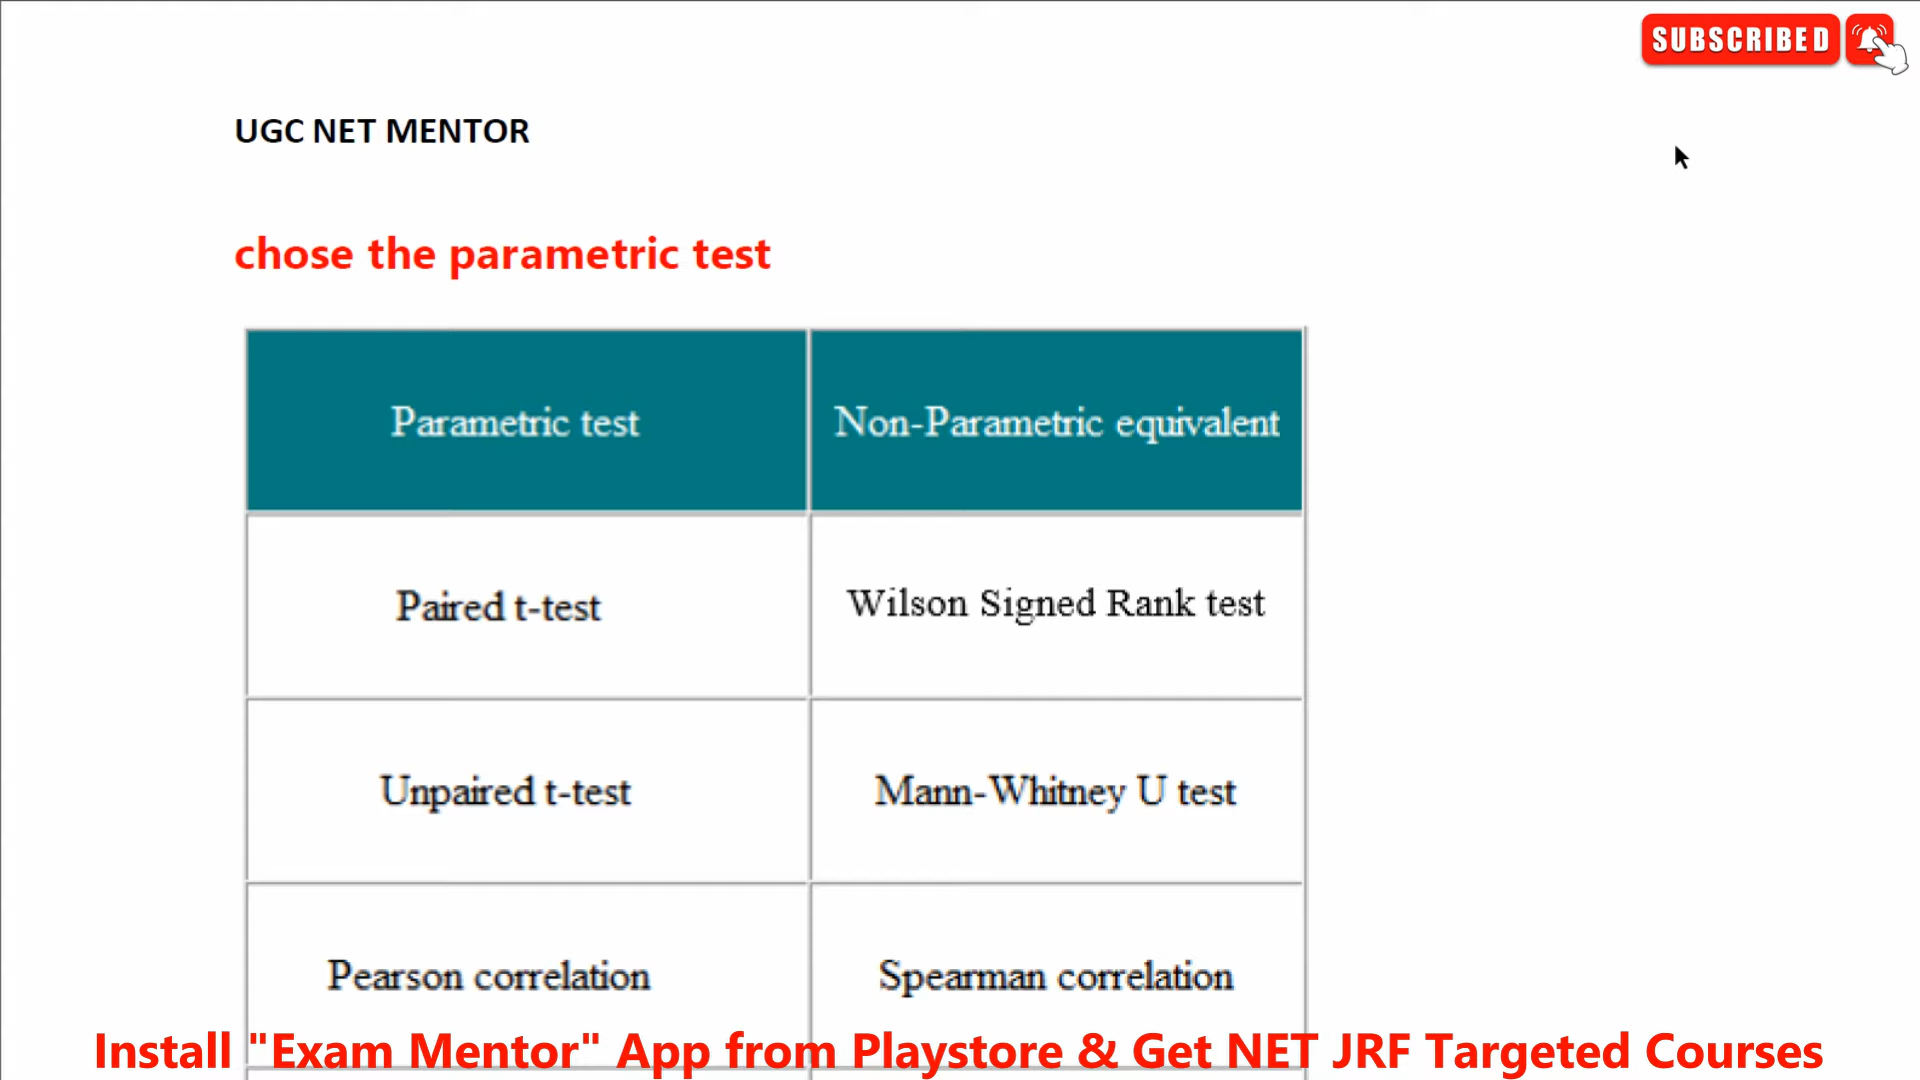 SUBSCRIBED
UGC NET MENTOR
chose the parametric test
Parametric test
Non-Parametric equivalent
Paired t-test
Wilson Signed Rank test
Unpaired t-test
Mann-Whitney U test
Pearson correlation
Spearman correlation
Install "Exam Mentor" App from Playstore & Get NET JRF Targeted Courses